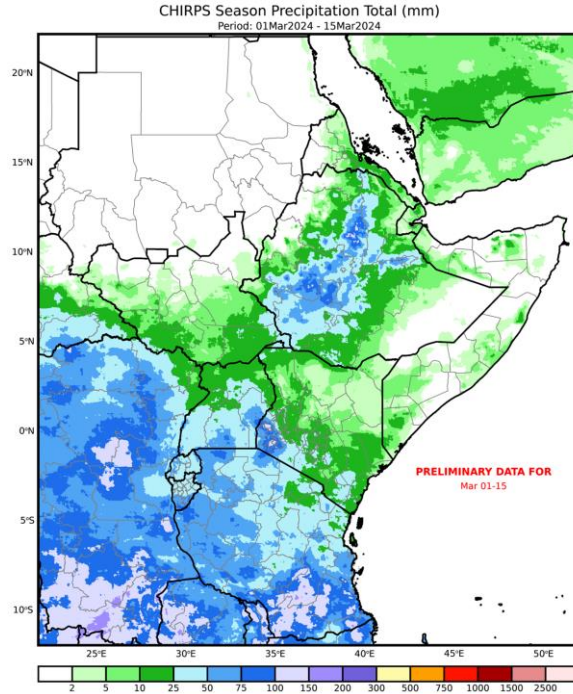 CHIRPS Season Precipitation Total (mm)
Period: 01Mar2024 - 15Mar2024
20°N
15°N
10°N
5°N
0°N
5°S
10°S
PRELIMINARY DATA FOR
Mar 01-15
25°E 30°E 35°E 40°E 45°E 50°E
2 5 10 25 50 75 100 150 200 300 500 750 1000 1500 2500